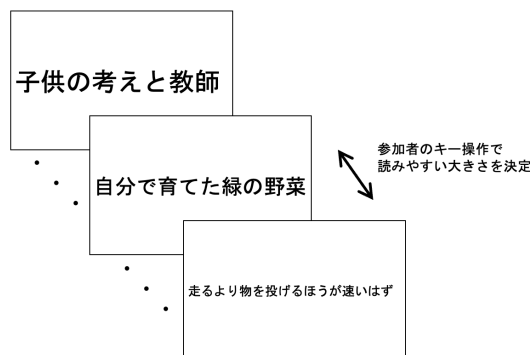 子供の考えと教師
自分で育てた緑の野菜
参加者のキー操作で
読みやすい大きさを決定
走るより物を投げるほうが速いはず